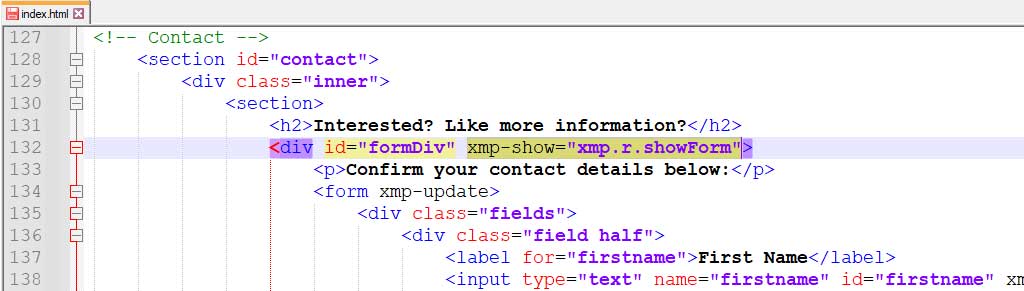 index.html
127 <!-- Contact -->
128 <section id="contact">
129 <div class="inner">
130 <section>
131 <h2>Interested? Like more information?</h2>
132 <div id="formDiv" xmp-show="xmp.r.showForm">
133 <p>Confirm your contact details below:</p>
134 <form xmp-update>
135 <div class="fields">
136 <div class="field half">
137 <label for="firstname">First Name</label>
138 <input type="text" name="firstname" id="firstname" xm